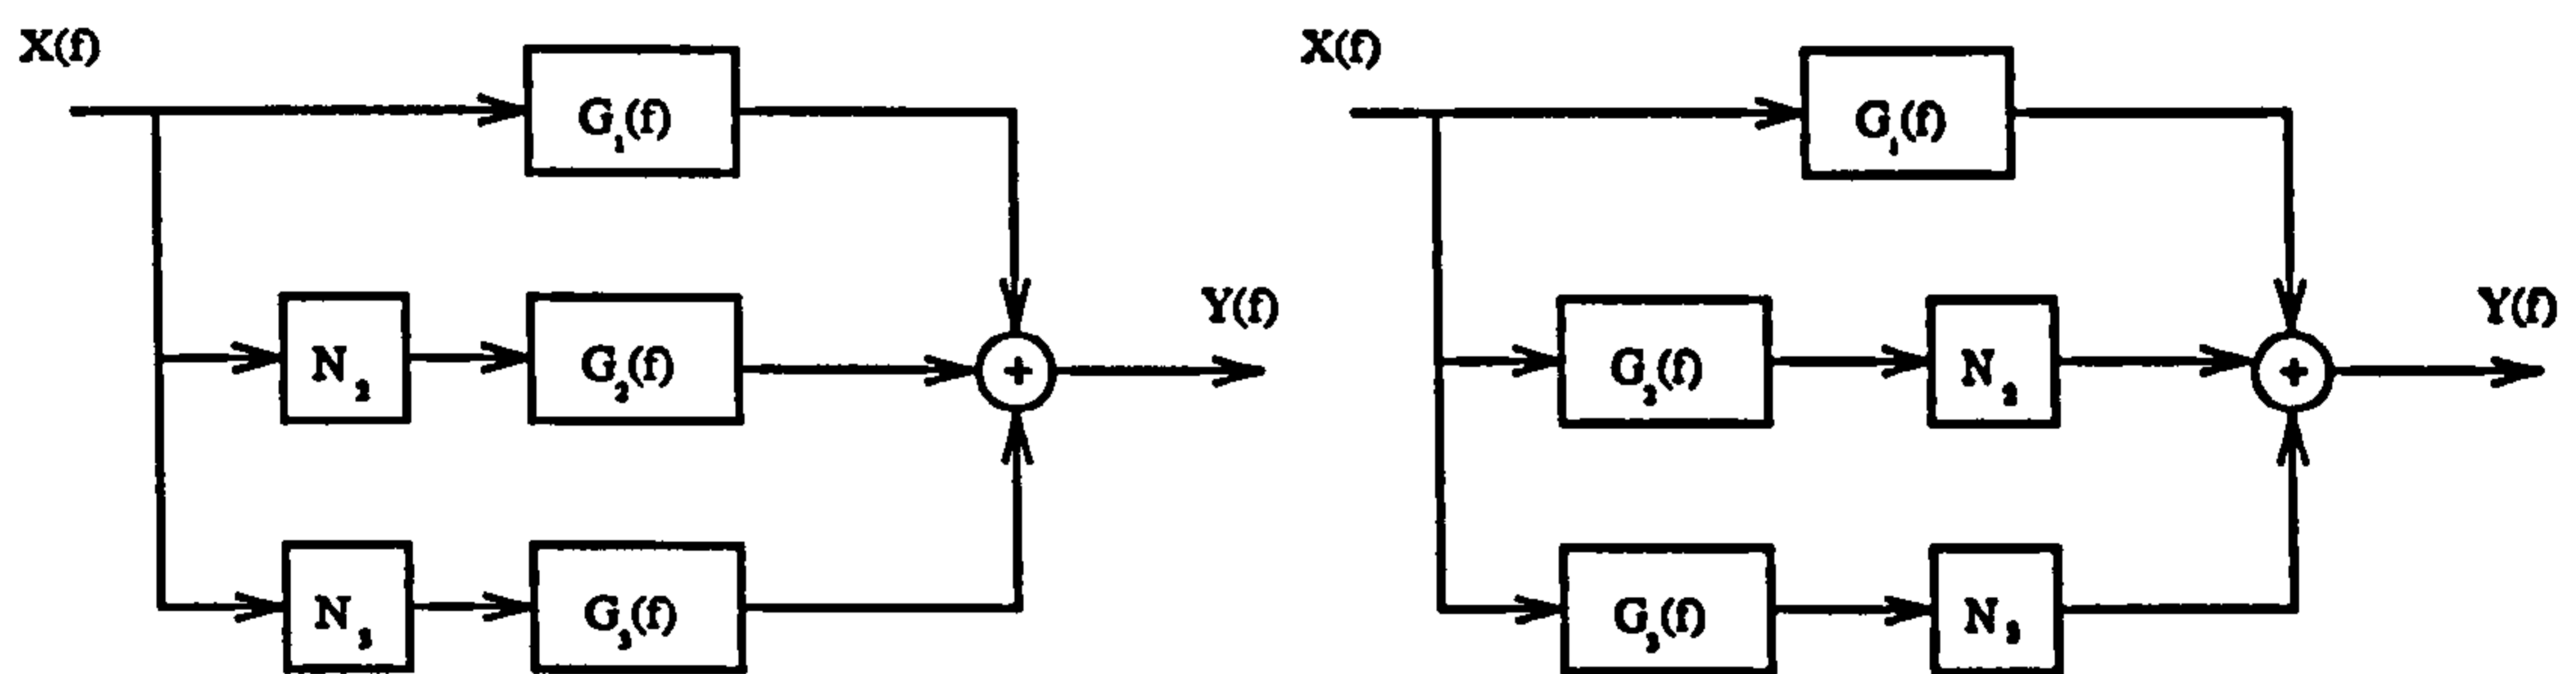 X(f)
G₁(f)
N₂
G₂(f)
+
Y(f)
N₃
G₃(f)
X(f)
G₁(f)
G₂(f)
N₂
+
Y(f)
G₃(f)
N₃